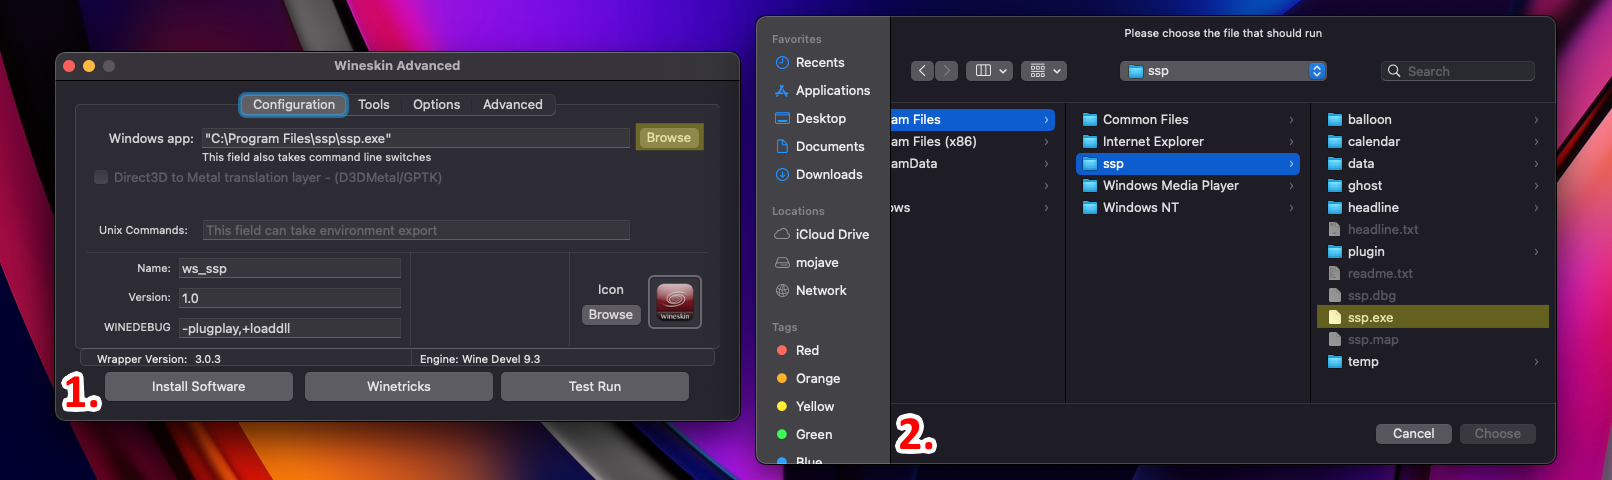 Wineskin Advanced
Configuration
Tools
Options
Advanced
Windows app:
"C:\Program Files\ssp\ssp.exe"
Browse
This field also takes command line switches
Direct3D to Metal translation layer - (D3DMetal/GPTK)
Unix Commands:
This field can take environment export
Name:
ws_ssp
Version:
1.0
WINEDEBUG
-plugplay,+loaddll
Icon
Browse
Wineskin
Wrapper Version: 3.0.3
Engine: Wine Devel 9.3
Install Software
Winetricks
Test Run
1.
Please choose the file that should run
ssp
Search
Favorites
Recents
Applications
Desktop
Documents
Downloads
Locations
iCloud Drive
mojave
Network
Tags
Red
Orange
Yellow
Green
Blue
am Files
am Files (x86)
amData
ows
Common Files
Internet Explorer
ssp
Windows Media Player
Windows NT
balloon
calendar
data
ghost
headline
headline.txt
plugin
readme.txt
ssp.dbg
ssp.exe
ssp.map
temp
Cancel
Choose
2.